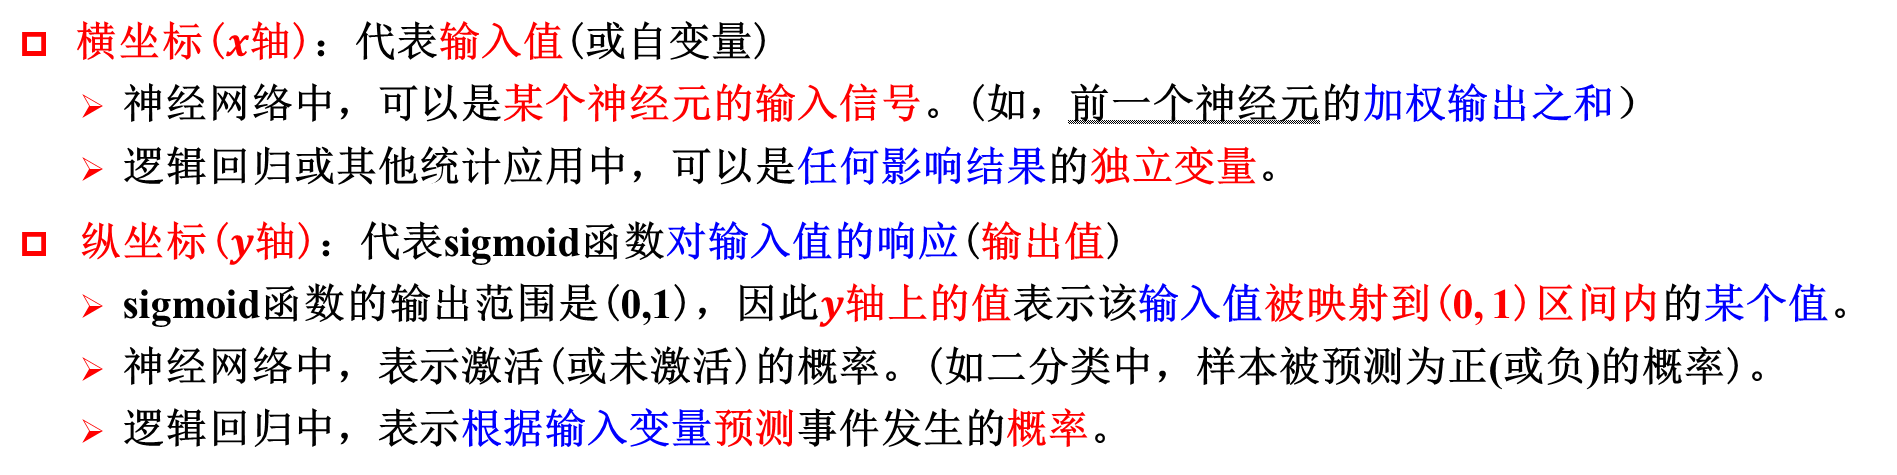 横坐标(x轴)：代表输入值(或自变量)
神经网络中，可以是某个神经元的输入信号。(如，前一个神经元的加权输出之和)
逻辑回归或其他统计应用中，可以是任何影响结果的独立变量。
纵坐标(y轴)：代表sigmoid函数对输入值的响应(输出值)
sigmoid函数的输出范围是(0,1)，因此y轴上的值表示该输入值被映射到(0, 1)区间内的某个值。
神经网络中，表示激活(或未激活)的概率。(如二分类中，样本被预测为正(或负)的概率)。
逻辑回归中，表示根据输入变量预测事件发生的概率。